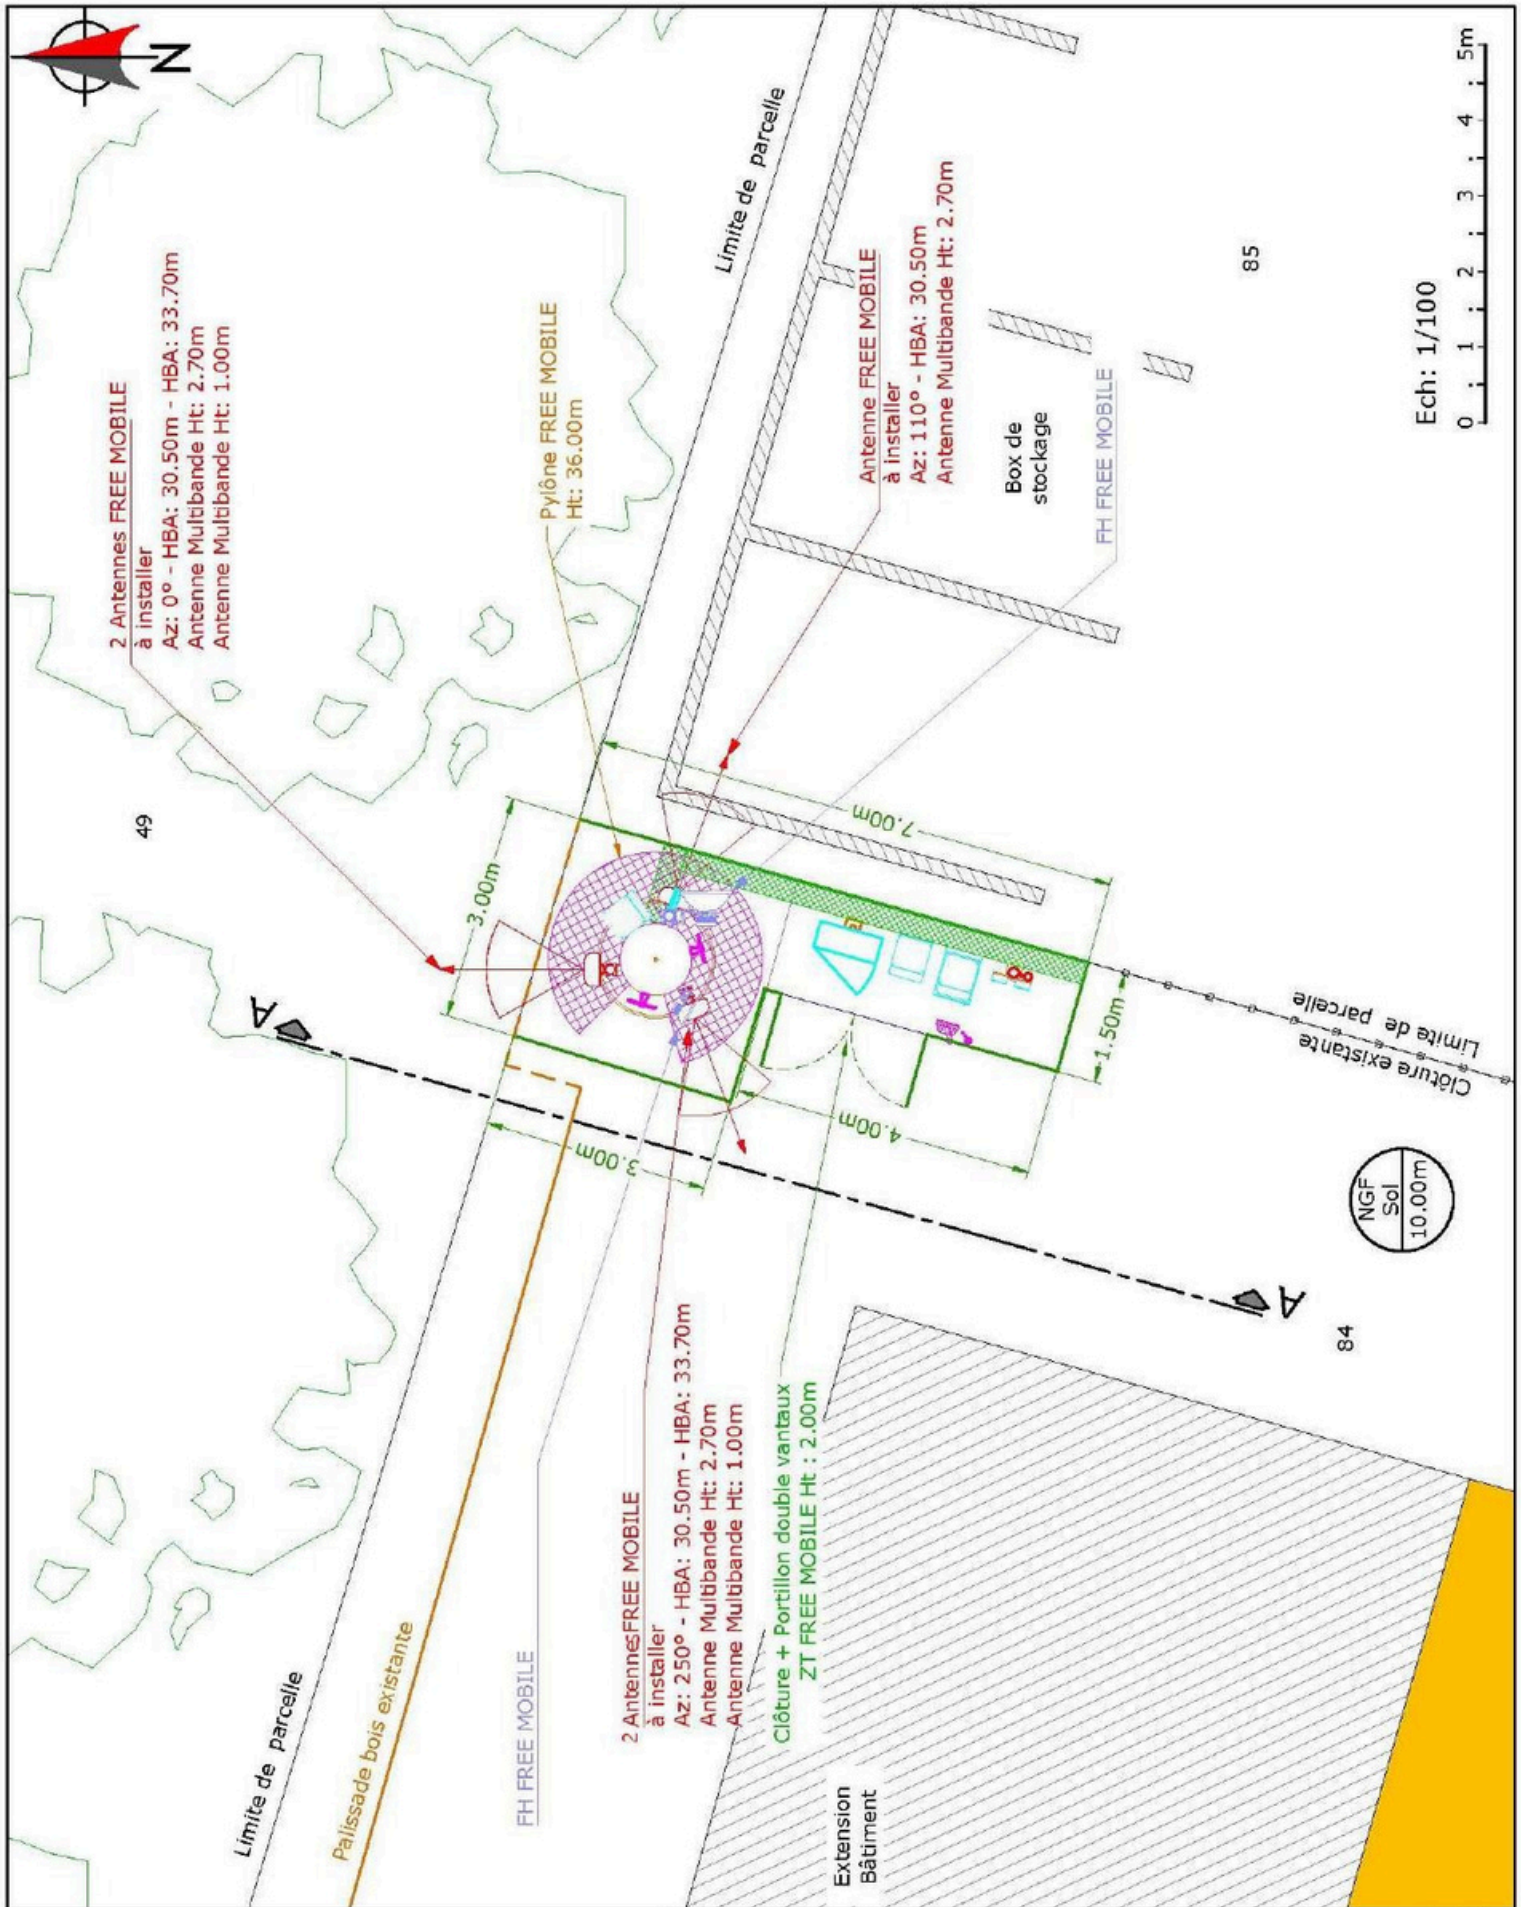 N
2 Antennes FREE MOBILE
à installer
Az: 0° - HBA: 30.50m - HBA: 33.70m
Antenne Multibande Ht: 2.70m
Antenne Multibande Ht: 1.00m
49
Pylône FREE MOBILE
Ht: 36.00m
Limite de parcelle
Antenne FREE MOBILE
à installer
Az: 110° - HBA: 30.50m
Antenne Multibande Ht: 2.70m
Box de
stockage
FH FREE MOBILE
85
Ech: 1/100
0 1 2 3 4 5m
3.00m
7.00m
1.50m
4.00m
3.00m
A
A
Limite de parcelle
Clôture existante
NGF
Sol
10.00m
84
Limite de parcelle
Palissade bois existante
FH FREE MOBILE
2 Antennes FREE MOBILE
à installer
Az: 250° - HBA: 30.50m - HBA: 33.70m
Antenne Multibande Ht: 2.70m
Antenne Multibande Ht: 1.00m
Clôture + Portillon double vantaux
ZT FREE MOBILE Ht : 2.00m
Extension
Bâtiment